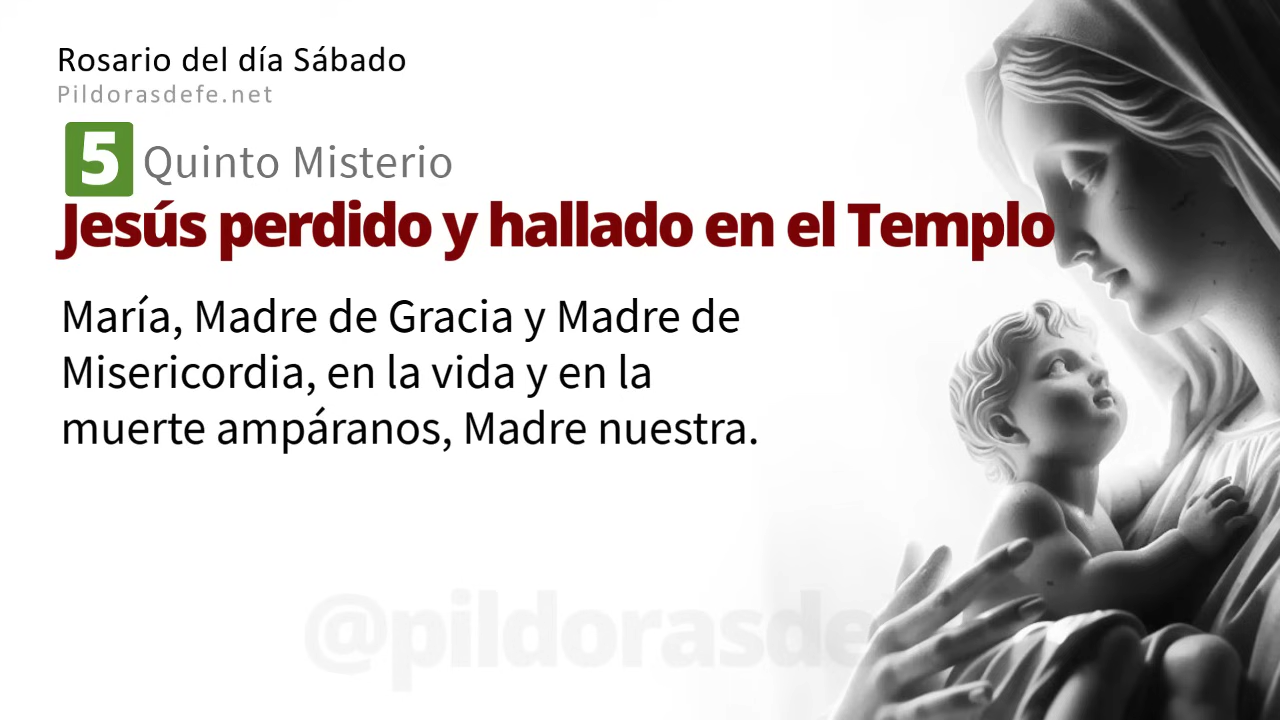 Rosario del día Sábado
Pildorasdefe.net
5 Quinto Misterio
Jesús perdido y hallado en el Templo
María, Madre de Gracia y Madre de
Misericordia, en la vida y en la
muerte ampáranos, Madre nuestra.
@pildorasde